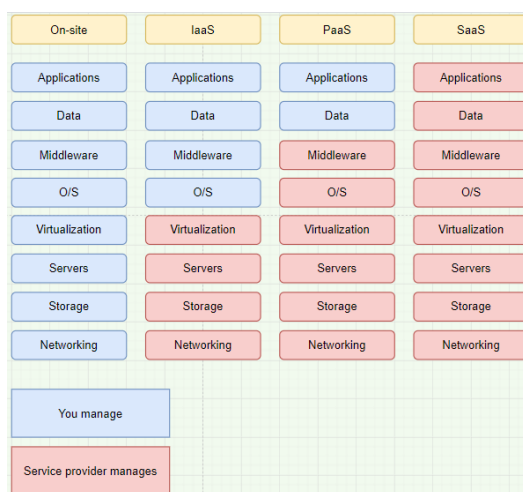 On-site IaaS PaaS SaaS
Applications Applications Applications Applications
Data Data Data Data
Middleware Middleware Middleware Middleware
O/S O/S O/S O/S
Virtualization Virtualization Virtualization Virtualization
Servers Servers Servers Servers
Storage Storage Storage Storage
Networking Networking Networking Networking
You manage
Service provider manages